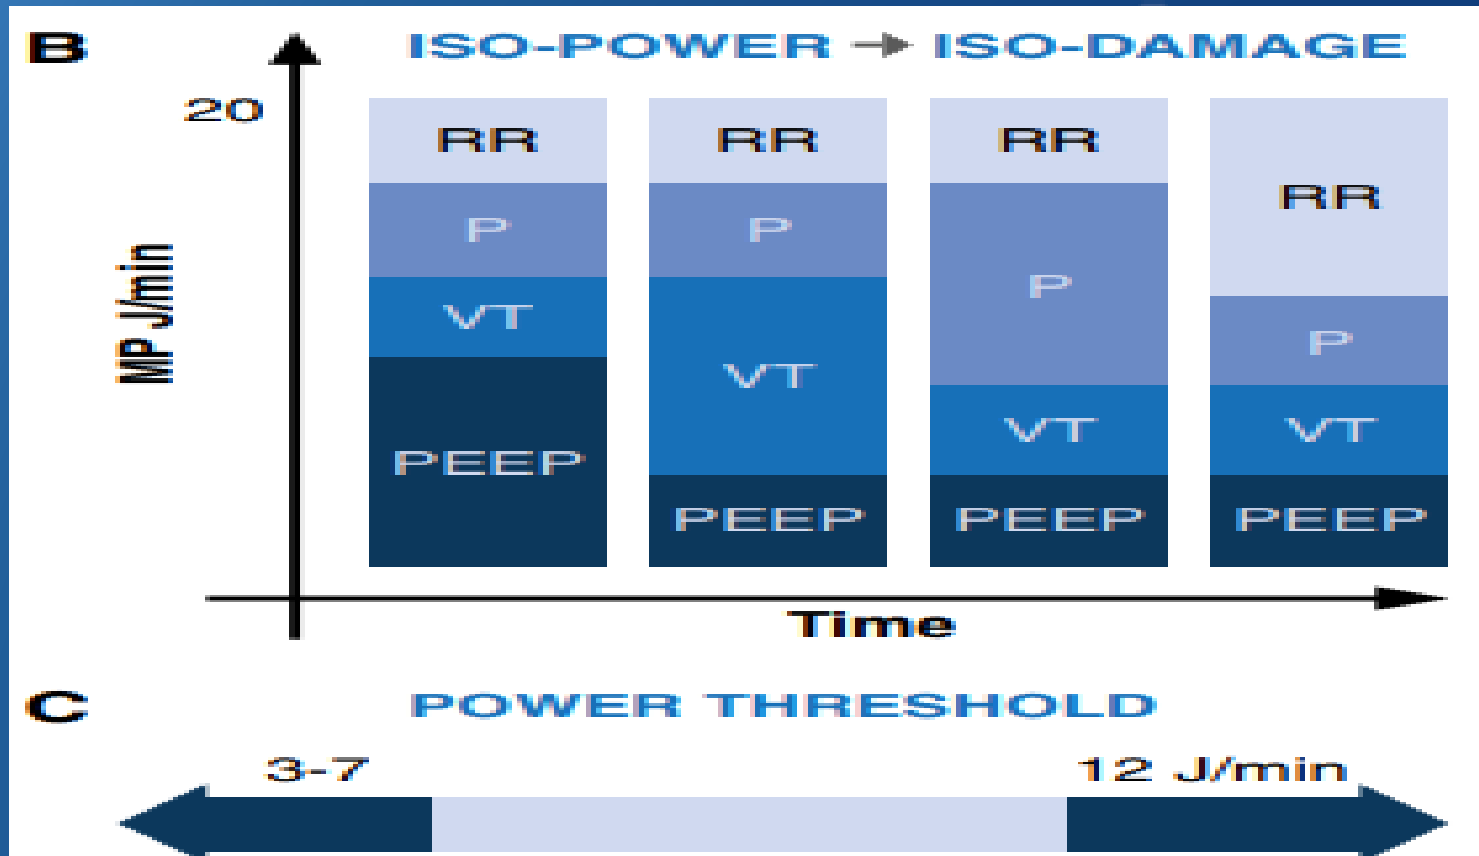 B
ISO-POWER → ISO-DAMAGE
20
MP J/min
RR RR RR RR
P P P P
VT VT VT VT
PEEP PEEP PEEP PEEP
Time
C
POWER THRESHOLD
3-7
12 J/min